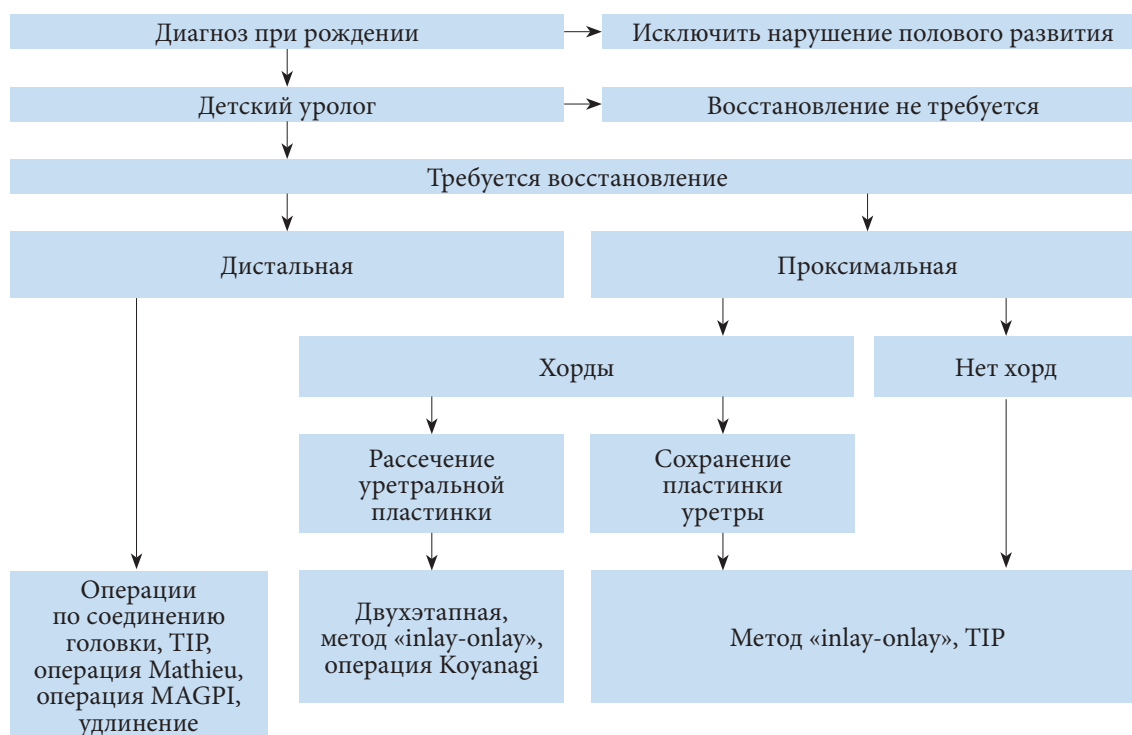 Диагноз при рождении
Исключить нарушение полового развития
Детский уролог
Восстановление не требуется
Требуется восстановление
Дистальная
Проксимальная
Хорды
Нет хорд
Рассечение
уретральной
пластинки
Сохранение
пластинки
уретры
Операции
по соединению
головки, TIP,
операция Mathieu,
операция MAGPI,
удлинение
Двухэтапная,
метод «inlay-onlay»,
операция Koyanagi
Метод «inlay-onlay», TIP